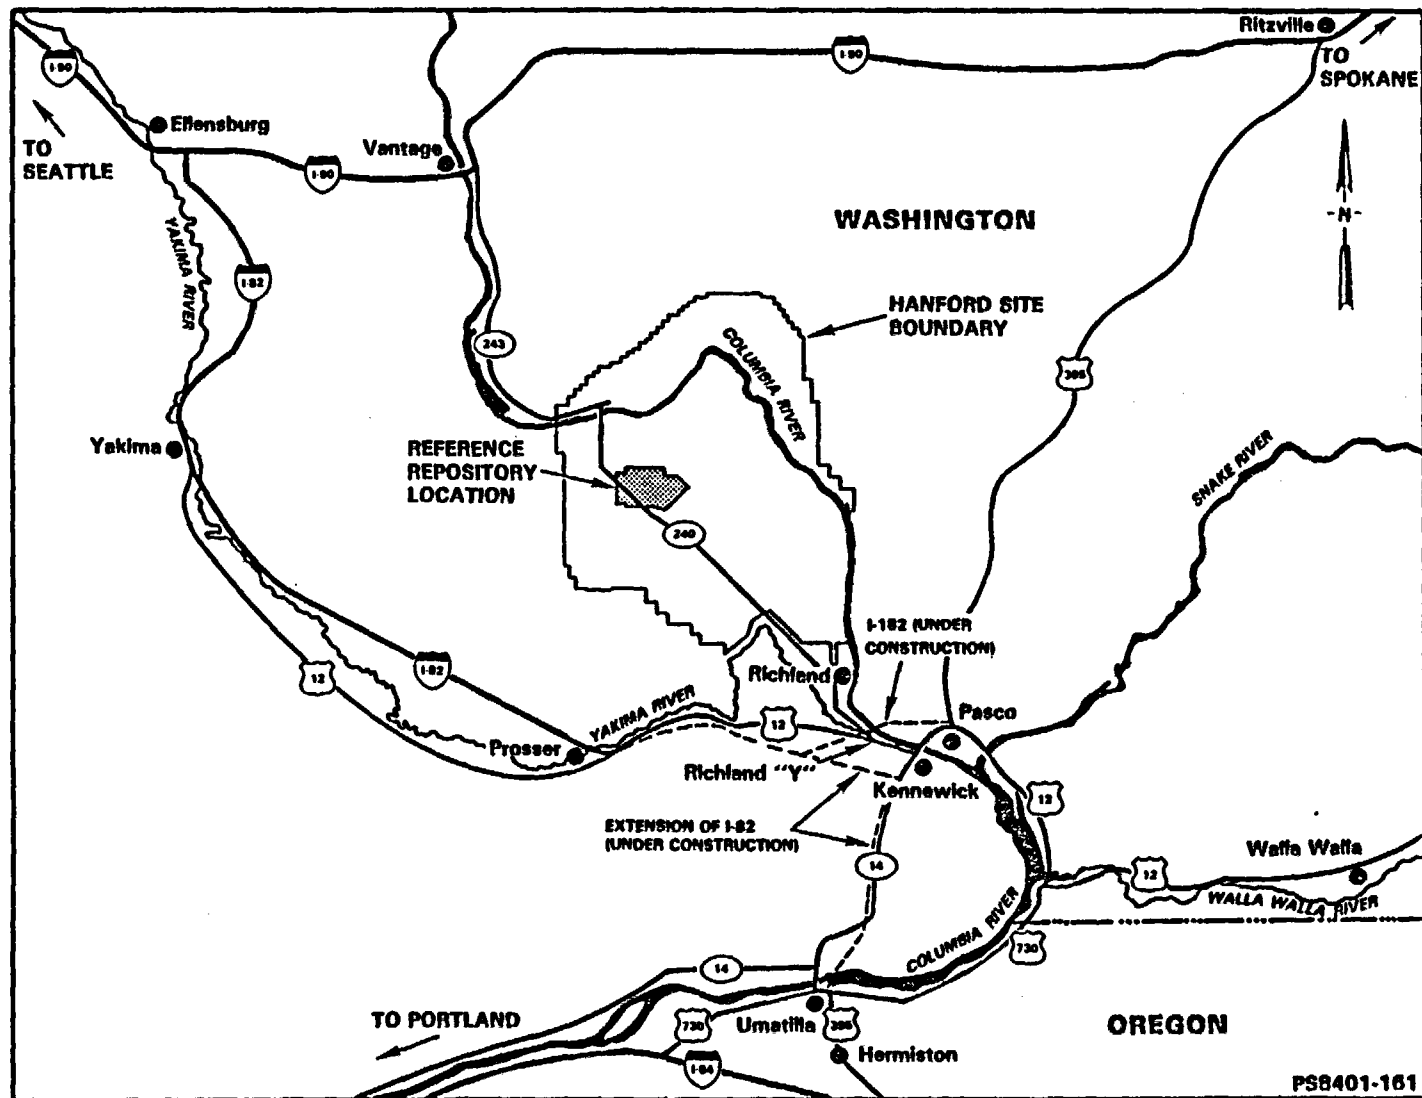 Ritzville
TO
SPOKANE
I-90
I-90
Ellensburg
TO
SEATTLE
Vantage
I-90
WASHINGTON
-N-
YAKIMA RIVER
I-82
HANFORD SITE
BOUNDARY
243
COLUMBIA RIVER
395
Yakima
REFERENCE
REPOSITORY
LOCATION
SNAKE RIVER
240
I-182 (UNDER
CONSTRUCTION)
12
I-82
Richland
YAKIMA RIVER
12
Pasco
Prosser
Richland "Y"
Kennewick
12
EXTENSION OF I-82
(UNDER CONSTRUCTION)
14
Walla Walla
12
WALLA WALLA RIVER
COLUMBIA RIVER
730
14
TO PORTLAND
730
Umatilla
395
OREGON
Hermiston
I-84
PS8401-161